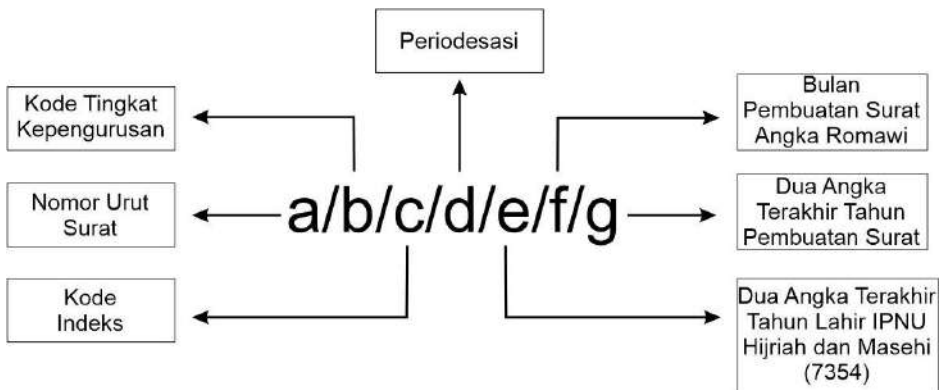 Periodesasi
Kode Tingkat
Kepengurusan
Bulan
Pembuatan Surat
Angka Romawi
Nomor Urut
Surat
a/b/c/d/e/f/g
Dua Angka
Terakhir Tahun
Pembuatan Surat
Kode
Indeks
Dua Angka Terakhir
Tahun Lahir IPNU
Hijriah dan Masehi
(7354)